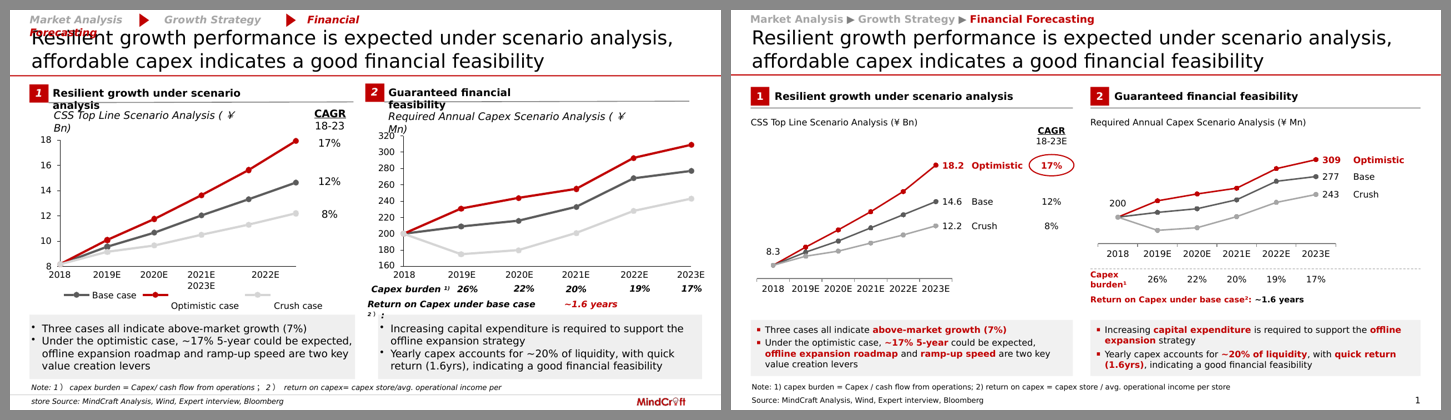 Market Analysis Growth Strategy Financial
Forecasting
Resilient growth performance is expected under scenario analysis,
affordable capex indicates a good financial feasibility
1 Resilient growth under scenario
analysis
CSS Top Line Scenario Analysis ( ¥
Bn)
CAGR
18-23
18
16
14
12
10
8
17%
12%
8%
2018 2019E 2020E 2021E 2022E
2023E
Base case
Optimistic case Crush case
2 Guaranteed financial
feasibility
Required Annual Capex Scenario Analysis ( ¥
Mn)
320
300
280
260
240
220
200
180
160
2018 2019E 2020E 2021E 2022E 2023E
Capex burden 1) 26% 22% 20% 19% 17%
Return on Capex under base case ~1.6 years
2）:
• Three cases all indicate above-market growth (7%)
• Under the optimistic case, ~17% 5-year could be expected,
offline expansion roadmap and ramp-up speed are two key
value creation levers
• Increasing capital expenditure is required to support the
offline expansion strategy
• Yearly capex accounts for ~20% of liquidity, with quick
return (1.6yrs), indicating a good financial feasibility
Note: 1） capex burden = Capex/ cash flow from operations； 2） return on capex= capex store/avg. operational income per
store Source: MindCraft Analysis, Wind, Expert interview, Bloomberg
MindCraft
Market Analysis ▶ Growth Strategy ▶ Financial Forecasting
Resilient growth performance is expected under scenario analysis,
affordable capex indicates a good financial feasibility
1 Resilient growth under scenario analysis
CSS Top Line Scenario Analysis (¥ Bn)
CAGR
18-23E
18.2 Optimistic 17%
14.6 Base 12%
12.2 Crush 8%
8.3
2018 2019E 2020E 2021E 2022E 2023E
2 Guaranteed financial feasibility
Required Annual Capex Scenario Analysis (¥ Mn)
309 Optimistic
277 Base
243 Crush
200
2018 2019E 2020E 2021E 2022E 2023E
Capex
burden¹ 26% 22% 20% 19% 17%
Return on Capex under base case²: ~1.6 years
▪ Three cases all indicate above-market growth (7%)
▪ Under the optimistic case, ~17% 5-year could be expected,
offline expansion roadmap and ramp-up speed are two key
value creation levers
▪ Increasing capital expenditure is required to support the offline
expansion strategy
▪ Yearly capex accounts for ~20% of liquidity, with quick return
(1.6yrs), indicating a good financial feasibility
Note: 1) capex burden = Capex / cash flow from operations; 2) return on capex = capex store / avg. operational income per store
Source: MindCraft Analysis, Wind, Expert interview, Bloomberg
1